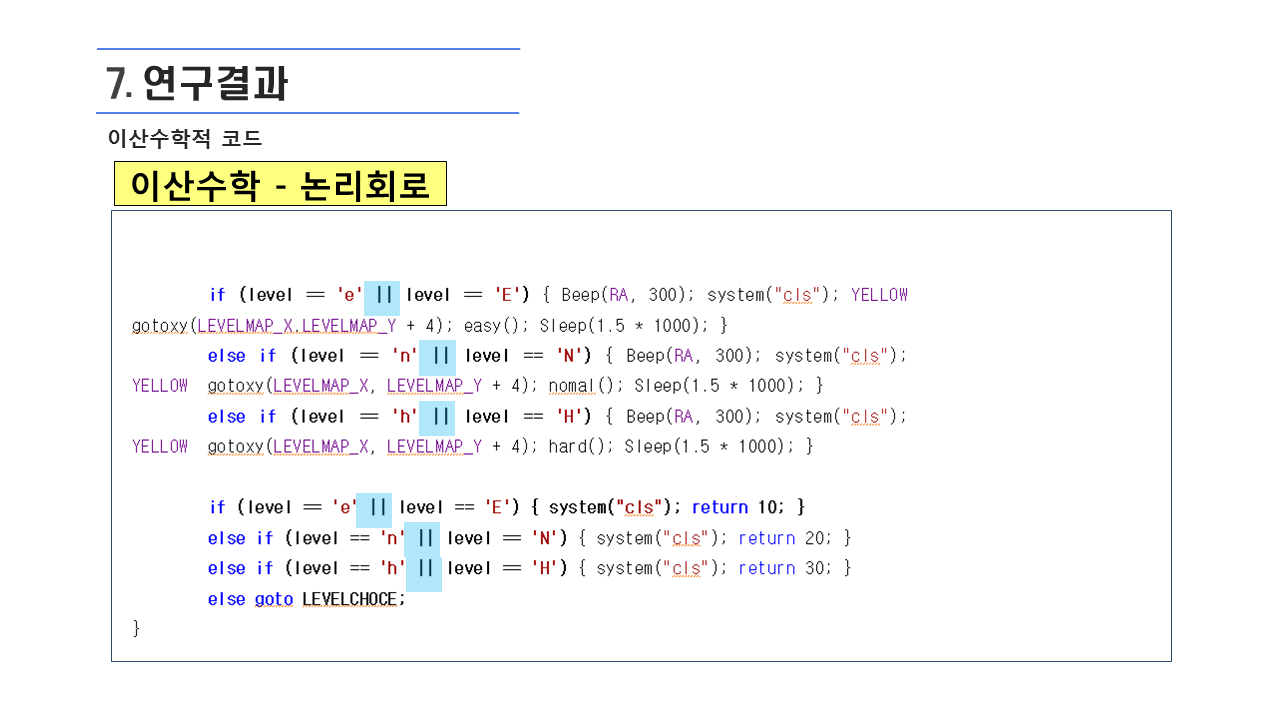 7. 연구결과
이산수학적 코드
이산수학 - 논리회로
if (level == 'e' || level == 'E') { Beep(RA, 300); system("cls"); YELLOW
gotoxy(LEVELMAP_X,LEVELMAP_Y + 4); easy(); Sleep(1.5 * 1000); }
else if (level == 'n' || level == 'N') { Beep(RA, 300); system("cls");
YELLOW gotoxy(LEVELMAP_X, LEVELMAP_Y + 4); nomal(); Sleep(1.5 * 1000); }
else if (level == 'h' || level == 'H') { Beep(RA, 300); system("cls");
YELLOW gotoxy(LEVELMAP_X, LEVELMAP_Y + 4); hard(); Sleep(1.5 * 1000); }
if (level == 'e' || level == 'E') { system("cls"); return 10; }
else if (level == 'n' || level == 'N') { system("cls"); return 20; }
else if (level == 'h' || level == 'H') { system("cls"); return 30; }
else goto LEVELCHOCE;
}